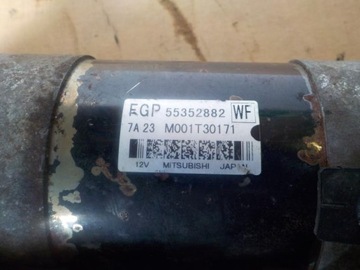 EGP 55352882 WF
7A 23 M001T30171
12V MITSUBISHI JAPAN